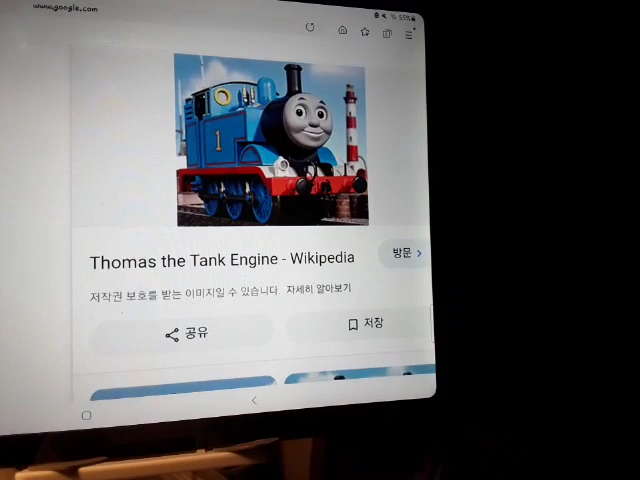 www.google.com
55%
1
Thomas the Tank Engine - Wikipedia
방문
저작권 보호를 받는 이미지일 수 있습니다. 자세히 알아보기
공유
저장